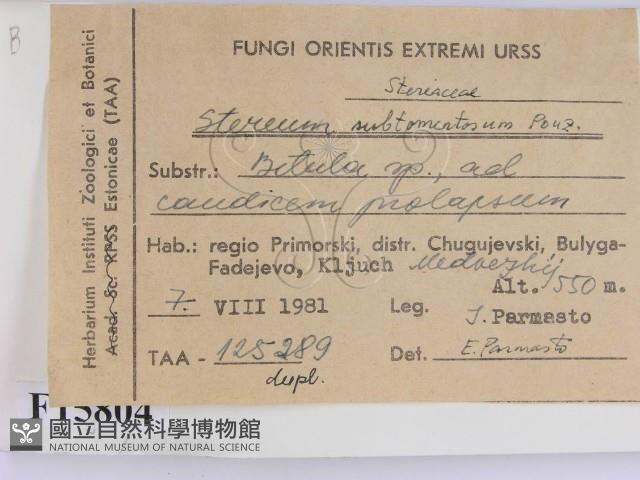 B
Herbarium Instituti Zoologici et Botanici
Acad. Sc. RPSS Estonicae (TAA)
FUNGI ORIENTIS EXTREMI URSS
Stereaceae
Stereum subtomentosum Pouz.
Substr.: Betula sp., ad
caudicem prolapsum
Hab.: regio Primorski, distr. Chugujevski, Bulyga-
Fadejevo, Kljuch Medvezhij
Alt. 550 m.
7. VIII 1981 Leg. I. Parmasto
TAA - 125289 Det. E. Parmasto
dupl.
F15804
國立自然科學博物館
NATIONAL MUSEUM OF NATURAL SCIENCE